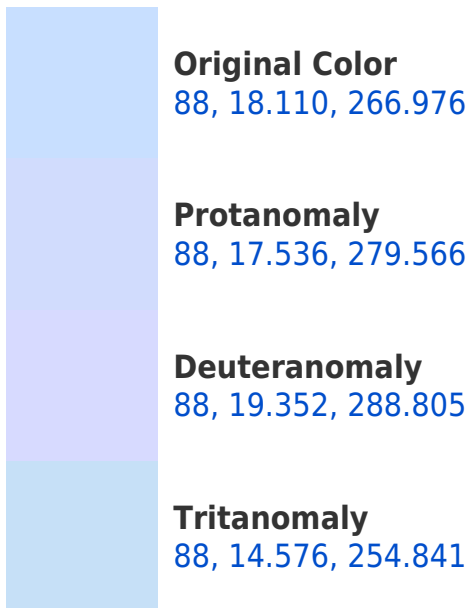 Original Color
88, 18.110, 266.976
Protanomaly
88, 17.536, 279.566
Deuteranomaly
88, 19.352, 288.805
Tritanomaly
88, 14.576, 254.841